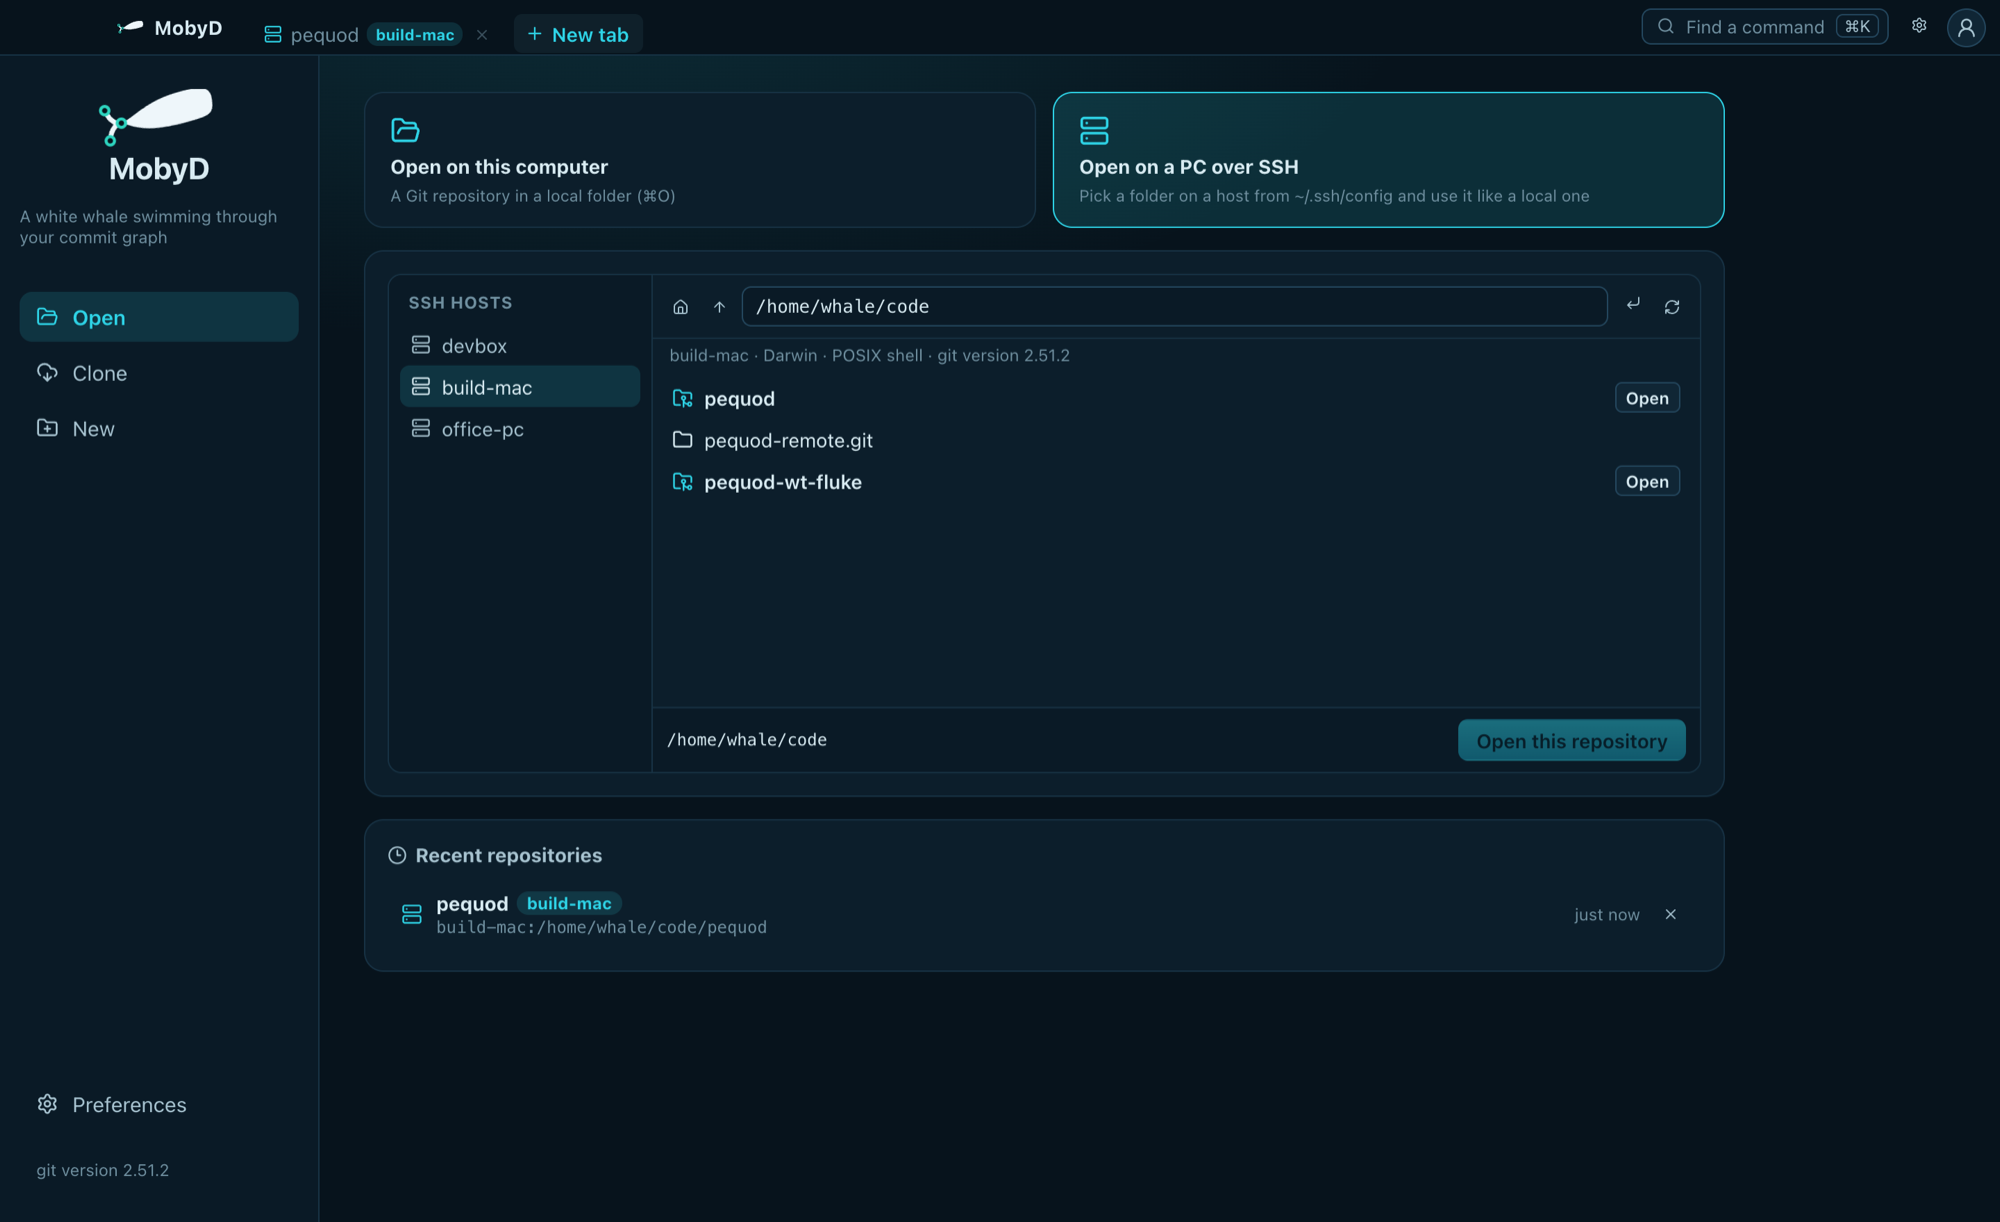 MobyD
pequod build-mac
New tab
Find a command ⌘K
MobyD
A white whale swimming through
your commit graph
Open
Clone
New
Preferences
git version 2.51.2
Open on this computer
A Git repository in a local folder (⌘O)
Open on a PC over SSH
Pick a folder on a host from ~/.ssh/config and use it like a local one
SSH HOSTS
devbox
build-mac
office-pc
/home/whale/code
build-mac · Darwin · POSIX shell · git version 2.51.2
pequod Open
pequod-remote.git
pequod-wt-fluke Open
/home/whale/code Open this repository
Recent repositories
pequod build-mac
build-mac:/home/whale/code/pequod
just now